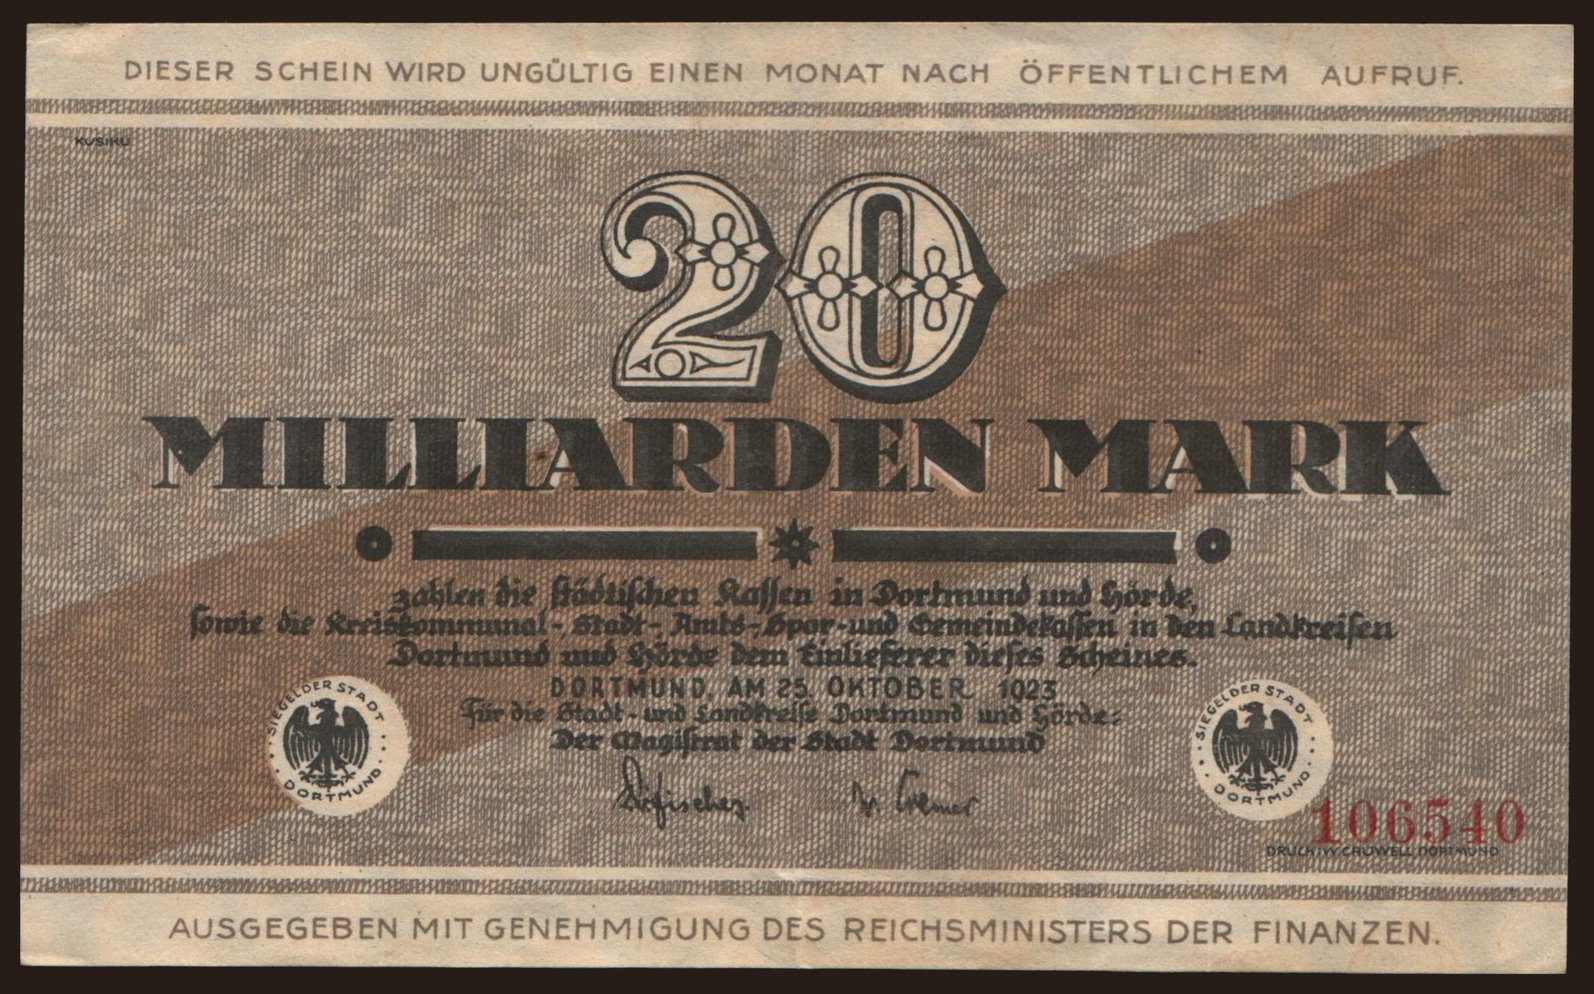 DIESER SCHEIN WIRD UNGÜLTIG EINEN MONAT NACH ÖFFENTLICHEM AUFRUF.
KUSIKU
20
MILLIARDEN MARK
zahlen die städtischen Kassen in Dortmund und Hörde,
sowie die Kreiskommunal-, Stadt-, Amts-, Spar- und Gemeindekassen in den Landkreisen
Dortmund und Hörde dem Einlieferer dieses Scheines.
DORTMUND, AM 25. OKTOBER 1923
Für die Stadt- und Landkreise Dortmund und Hörde:
Der Magistrat der Stadt Dortmund
SIEGEL DER STADT DORTMUND
SIEGEL DER STADT DORTMUND
Cremer
106540
DRUCK: W. CRÜWELL DORTMUND
AUSGEGEBEN MIT GENEHMIGUNG DES REICHSMINISTERS DER FINANZEN.